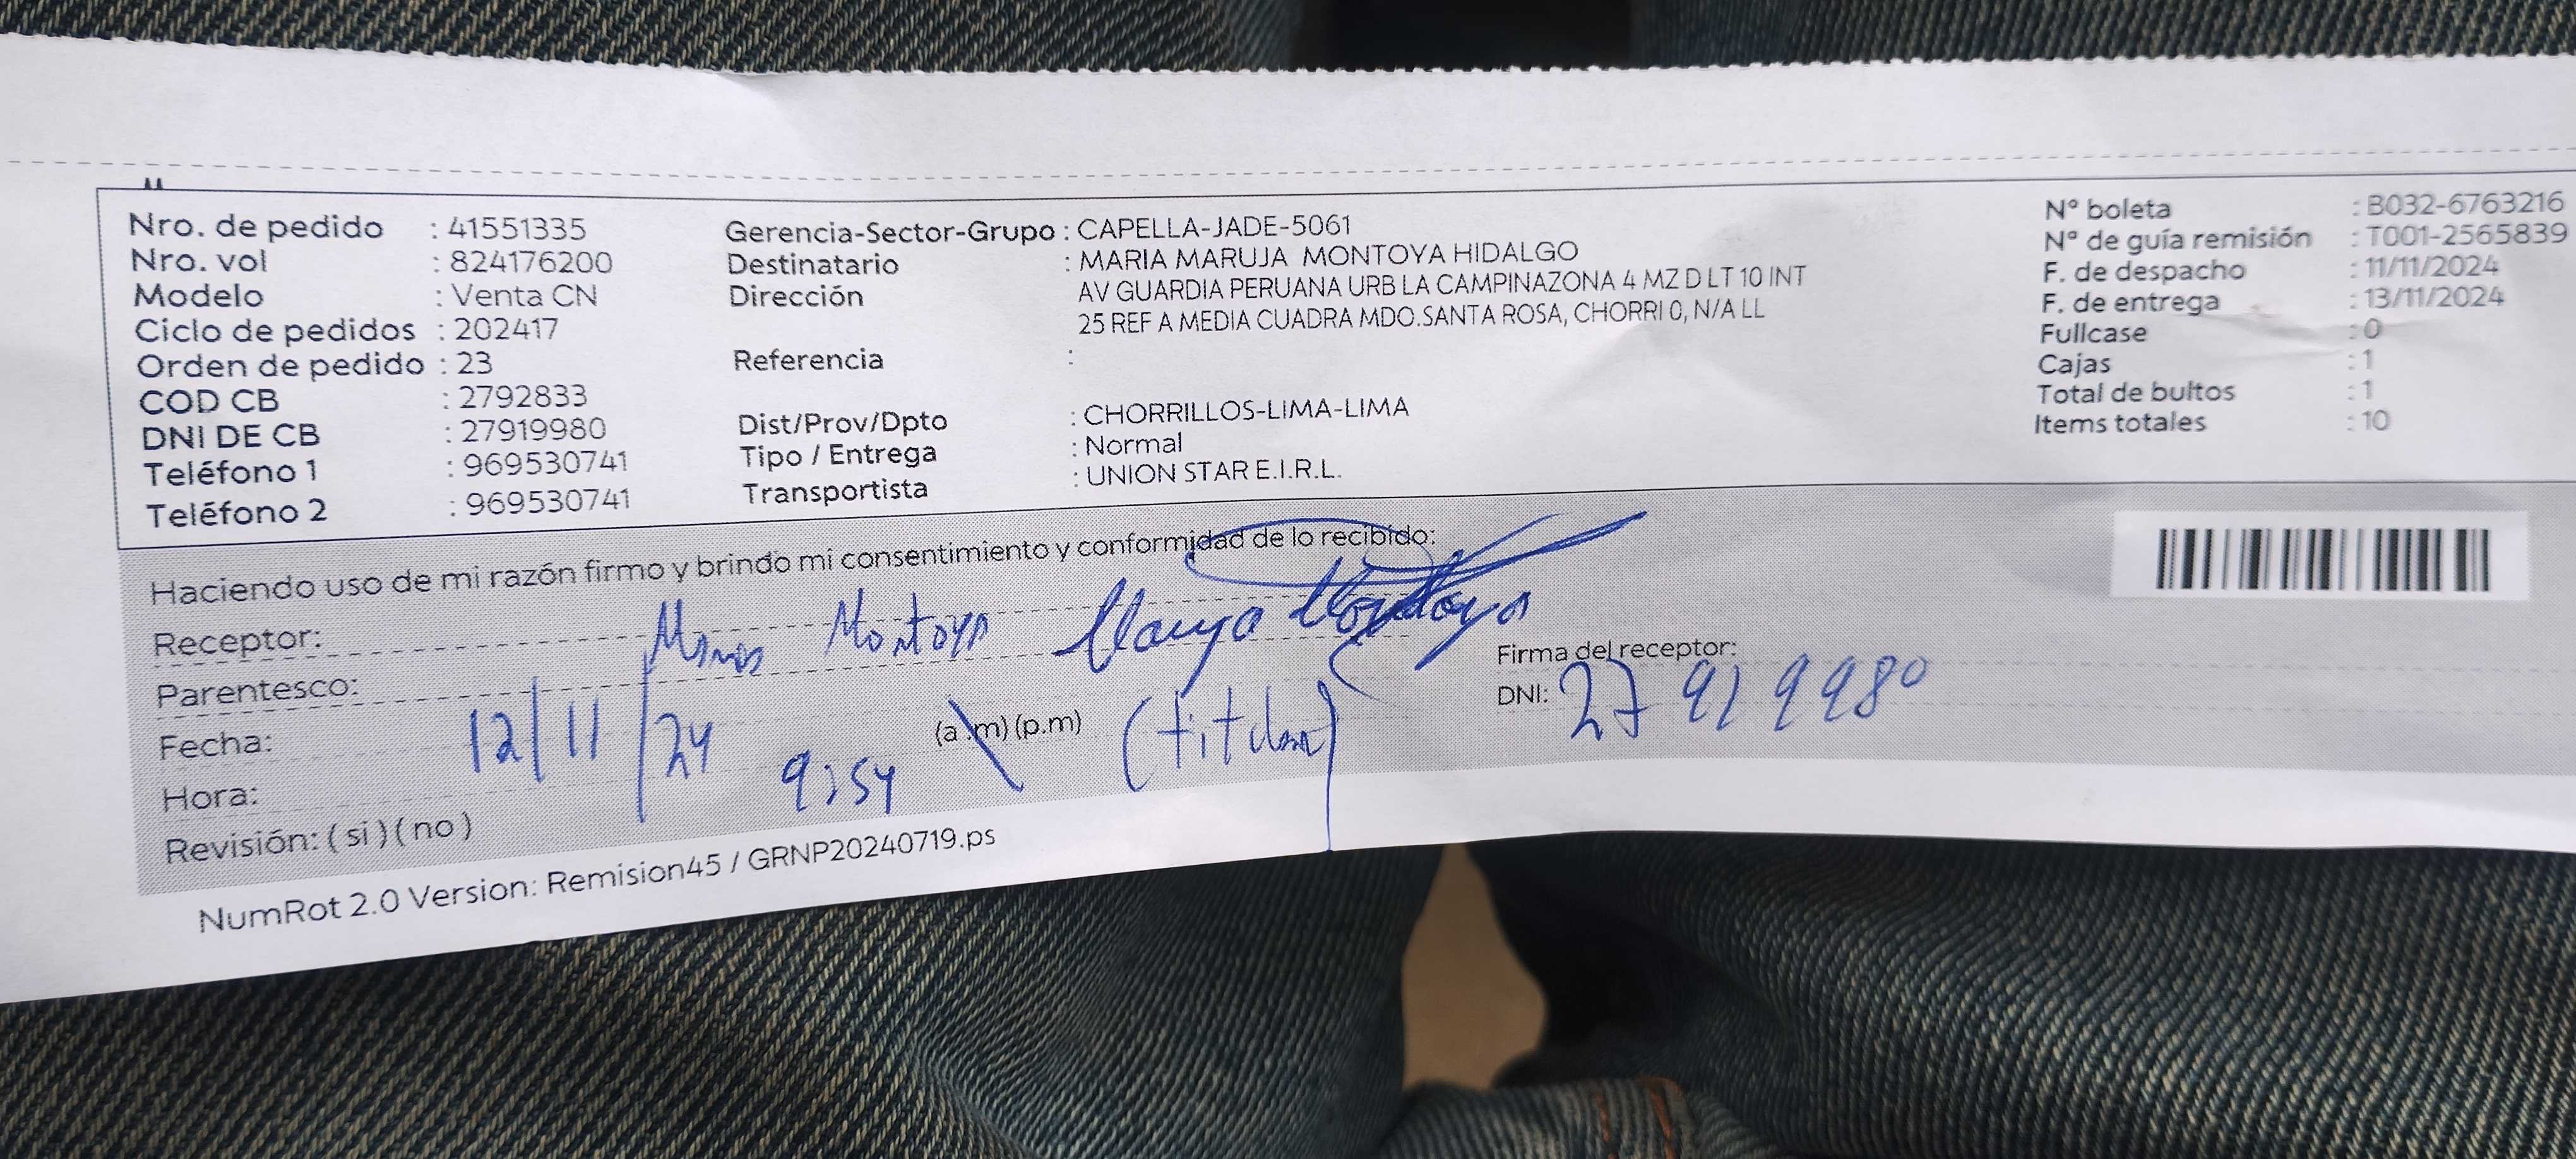 Nro. de pedido : 41551335
Nro. vol : 824176200
Modelo : Venta CN
Ciclo de pedidos : 202417
Orden de pedido : 23
COD CB : 2792833
DNI DE CB : 27919980
Teléfono 1 : 969530741
Teléfono 2 : 969530741
Gerencia-Sector-Grupo : CAPELLA-JADE-5061
Destinatario : MARIA MARUJA MONTOYA HIDALGO
Dirección AV GUARDIA PERUANA URB LA CAMPINAZONA 4 MZ D LT 10 INT
25 REF A MEDIA CUADRA MDO.SANTA ROSA, CHORRI 0, N/A LL
Referencia :
Dist/Prov/Dpto : CHORRILLOS-LIMA-LIMA
Tipo / Entrega : Normal
Transportista : UNION STAR E.I.R.L.
N° boleta : B032-6763216
N° de guía remisión : T001-2565839
F. de despacho : 11/11/2024
F. de entrega : 13/11/2024
Fullcase : 0
Cajas : 1
Total de bultos : 1
Items totales : 10
Haciendo uso de mi razón firmo y brindo mi consentimiento y conformidad de lo recibido:
Receptor: Montoya
Parentesco: (titular)
Fecha: 12/11/24
Hora: 9:54 (a.m) (p.m)
Revisión: ( si ) ( no )
Firma del receptor:
DNI: 27919980
NumRot 2.0 Version: Remision45 / GRNP20240719.ps